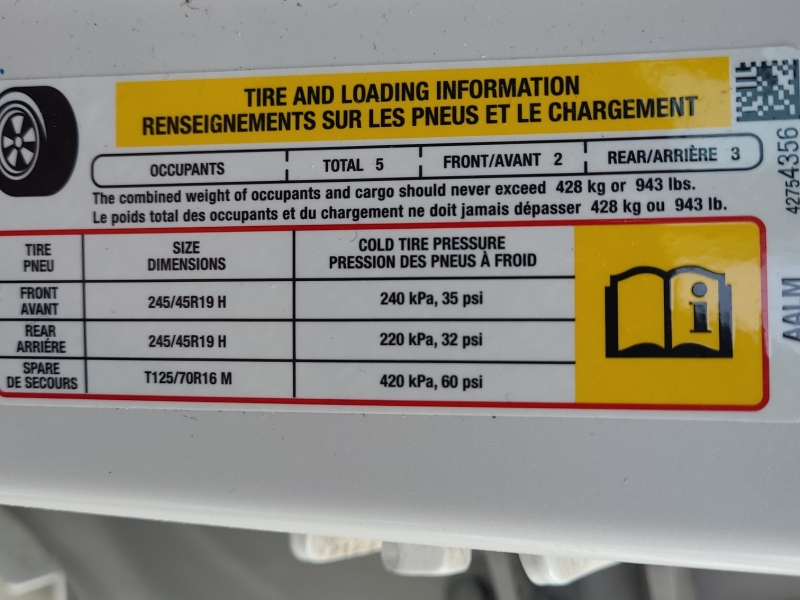 TIRE AND LOADING INFORMATION
RENSEIGNEMENTS SUR LES PNEUS ET LE CHARGEMENT
OCCUPANTS TOTAL 5 FRONT/AVANT 2 REAR/ARRIÈRE 3
The combined weight of occupants and cargo should never exceed 428 kg or 943 lbs.
Le poids total des occupants et du chargement ne doit jamais dépasser 428 kg ou 943 lb.
TIRE
PNEU
SIZE
DIMENSIONS
COLD TIRE PRESSURE
PRESSION DES PNEUS À FROID
FRONT
AVANT
245/45R19 H
240 kPa, 35 psi
REAR
ARRIÉRE
245/45R19 H
220 kPa, 32 psi
SPARE
DE SECOURS
T125/70R16 M
420 kPa, 60 psi
i
42754356
AALM